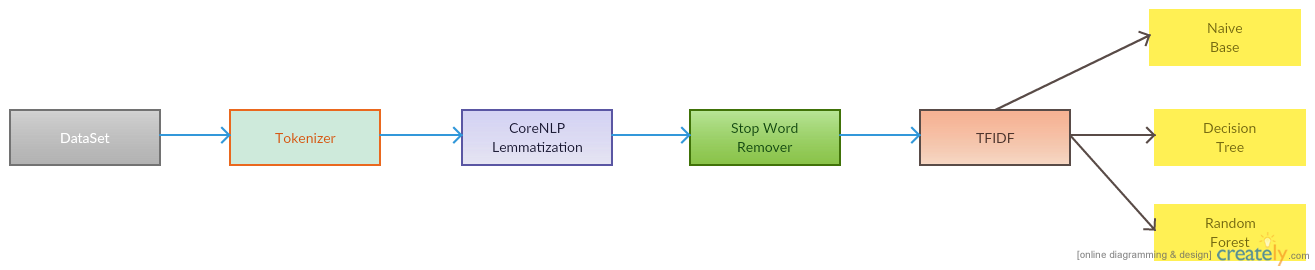 DataSet
Tokenizer
CoreNLP
Lemmatization
Stop Word
Remover
TFIDF
Naive
Base
Decision
Tree
Random
Forest
[online diagramming & design] creately.com